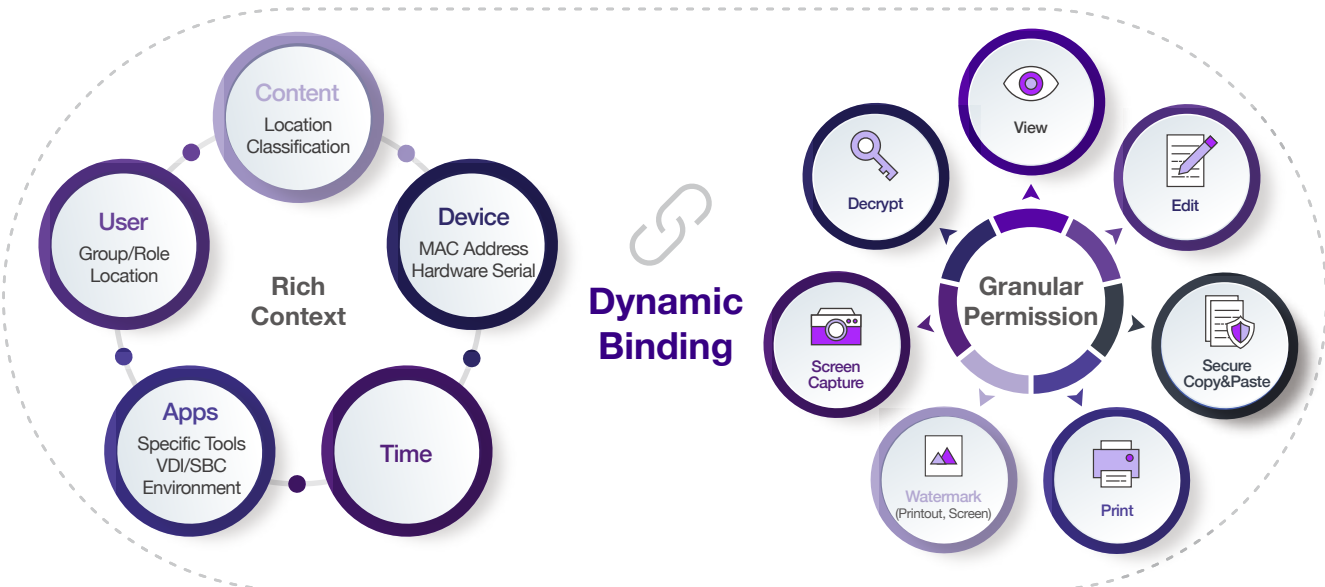 Content
Location
Classification
User
Group/Role
Location
Device
MAC Address
Hardware Serial
Rich
Context
Apps
Specific Tools
VDI/SBC
Environment
Time
Dynamic
Binding
View
Decrypt
Edit
Granular
Permission
Screen
Capture
Secure
Copy&Paste
Watermark
(Printout, Screen)
Print